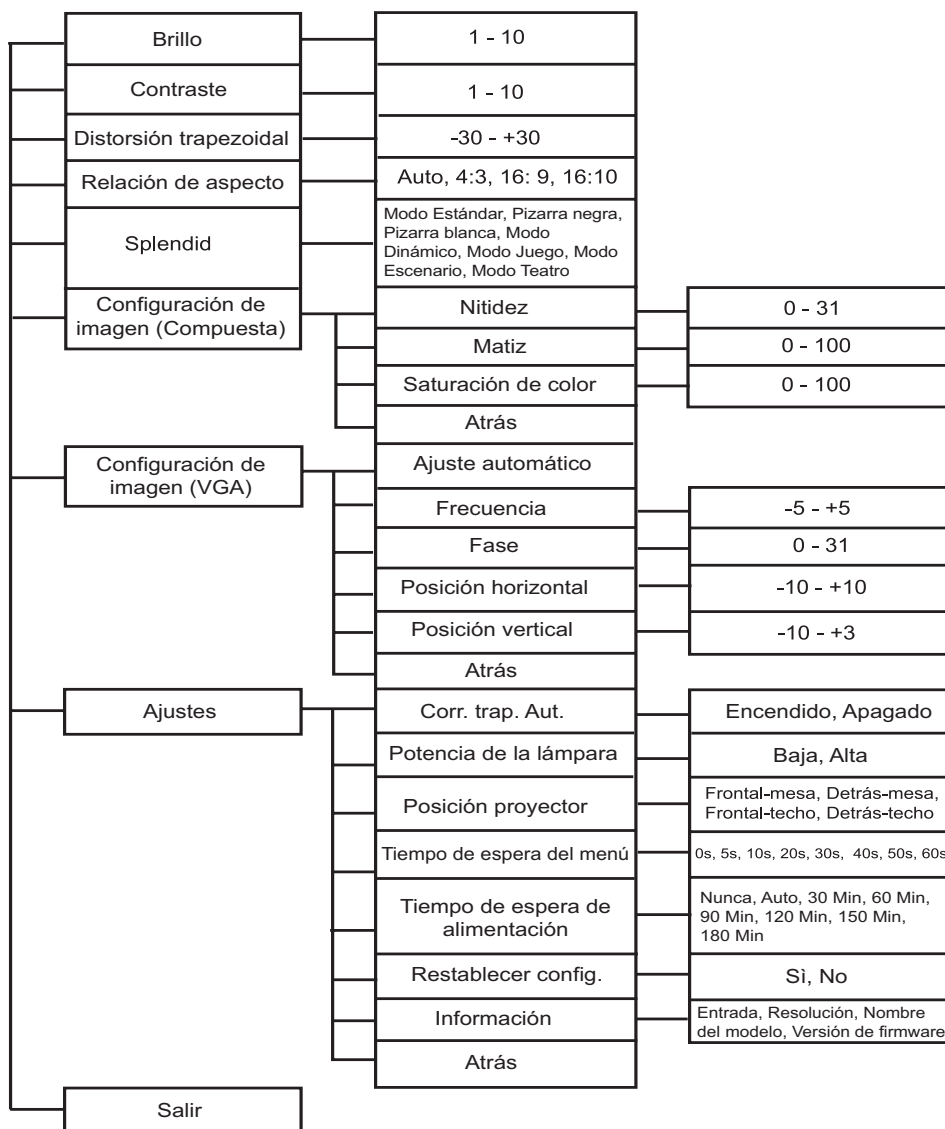 Brillo
1 - 10
Contraste
1 - 10
Distorsión trapezoidal
-30 - +30
Relación de aspecto
Auto, 4:3, 16: 9, 16:10
Splendid
Modo Estándar, Pizarra negra,
Pizarra blanca, Modo
Dinámico, Modo Juego, Modo
Escenario, Modo Teatro
Configuración de
imagen (Compuesta)
Nitidez
0 - 31
Matiz
0 - 100
Saturación de color
0 - 100
Atrás
Configuración de
imagen (VGA)
Ajuste automático
Frecuencia
-5 - +5
Fase
0 - 31
Posición horizontal
-10 - +10
Posición vertical
-10 - +3
Atrás
Ajustes
Corr. trap. Aut.
Encendido, Apagado
Potencia de la lámpara
Baja, Alta
Posición proyector
Frontal-mesa, Detrás-mesa,
Frontal-techo, Detrás-techo
Tiempo de espera del menú
0s, 5s, 10s, 20s, 30s, 40s, 50s, 60s
Tiempo de espera de
alimentación
Nunca, Auto, 30 Min, 60 Min,
90 Min, 120 Min, 150 Min,
180 Min
Restablecer config.
Sì, No
Información
Entrada, Resolución, Nombre
del modelo, Versión de firmware
Atrás
Salir